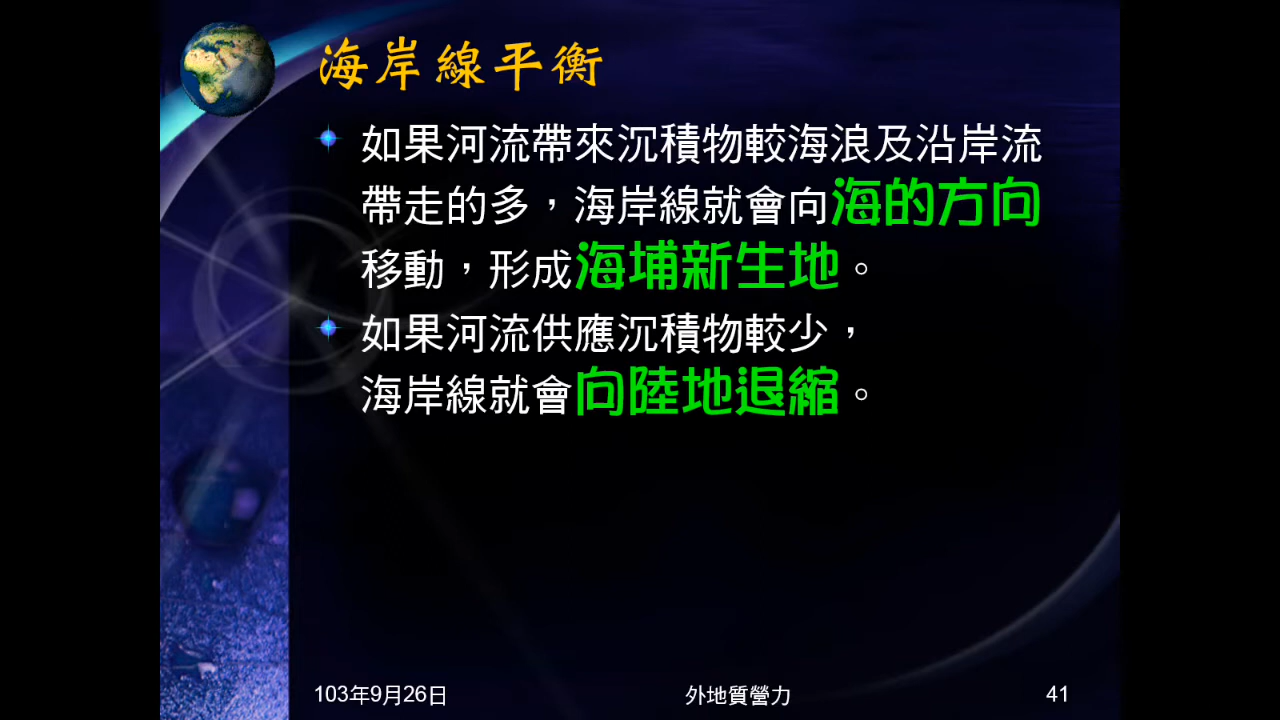 海岸線平衡
如果河流帶來沉積物較海浪及沿岸流
帶走的多，海岸線就會向海的方向
移動，形成海埔新生地。
如果河流供應沉積物較少，
海岸線就會向陸地退縮。
103年9月26日
外地質營力
41